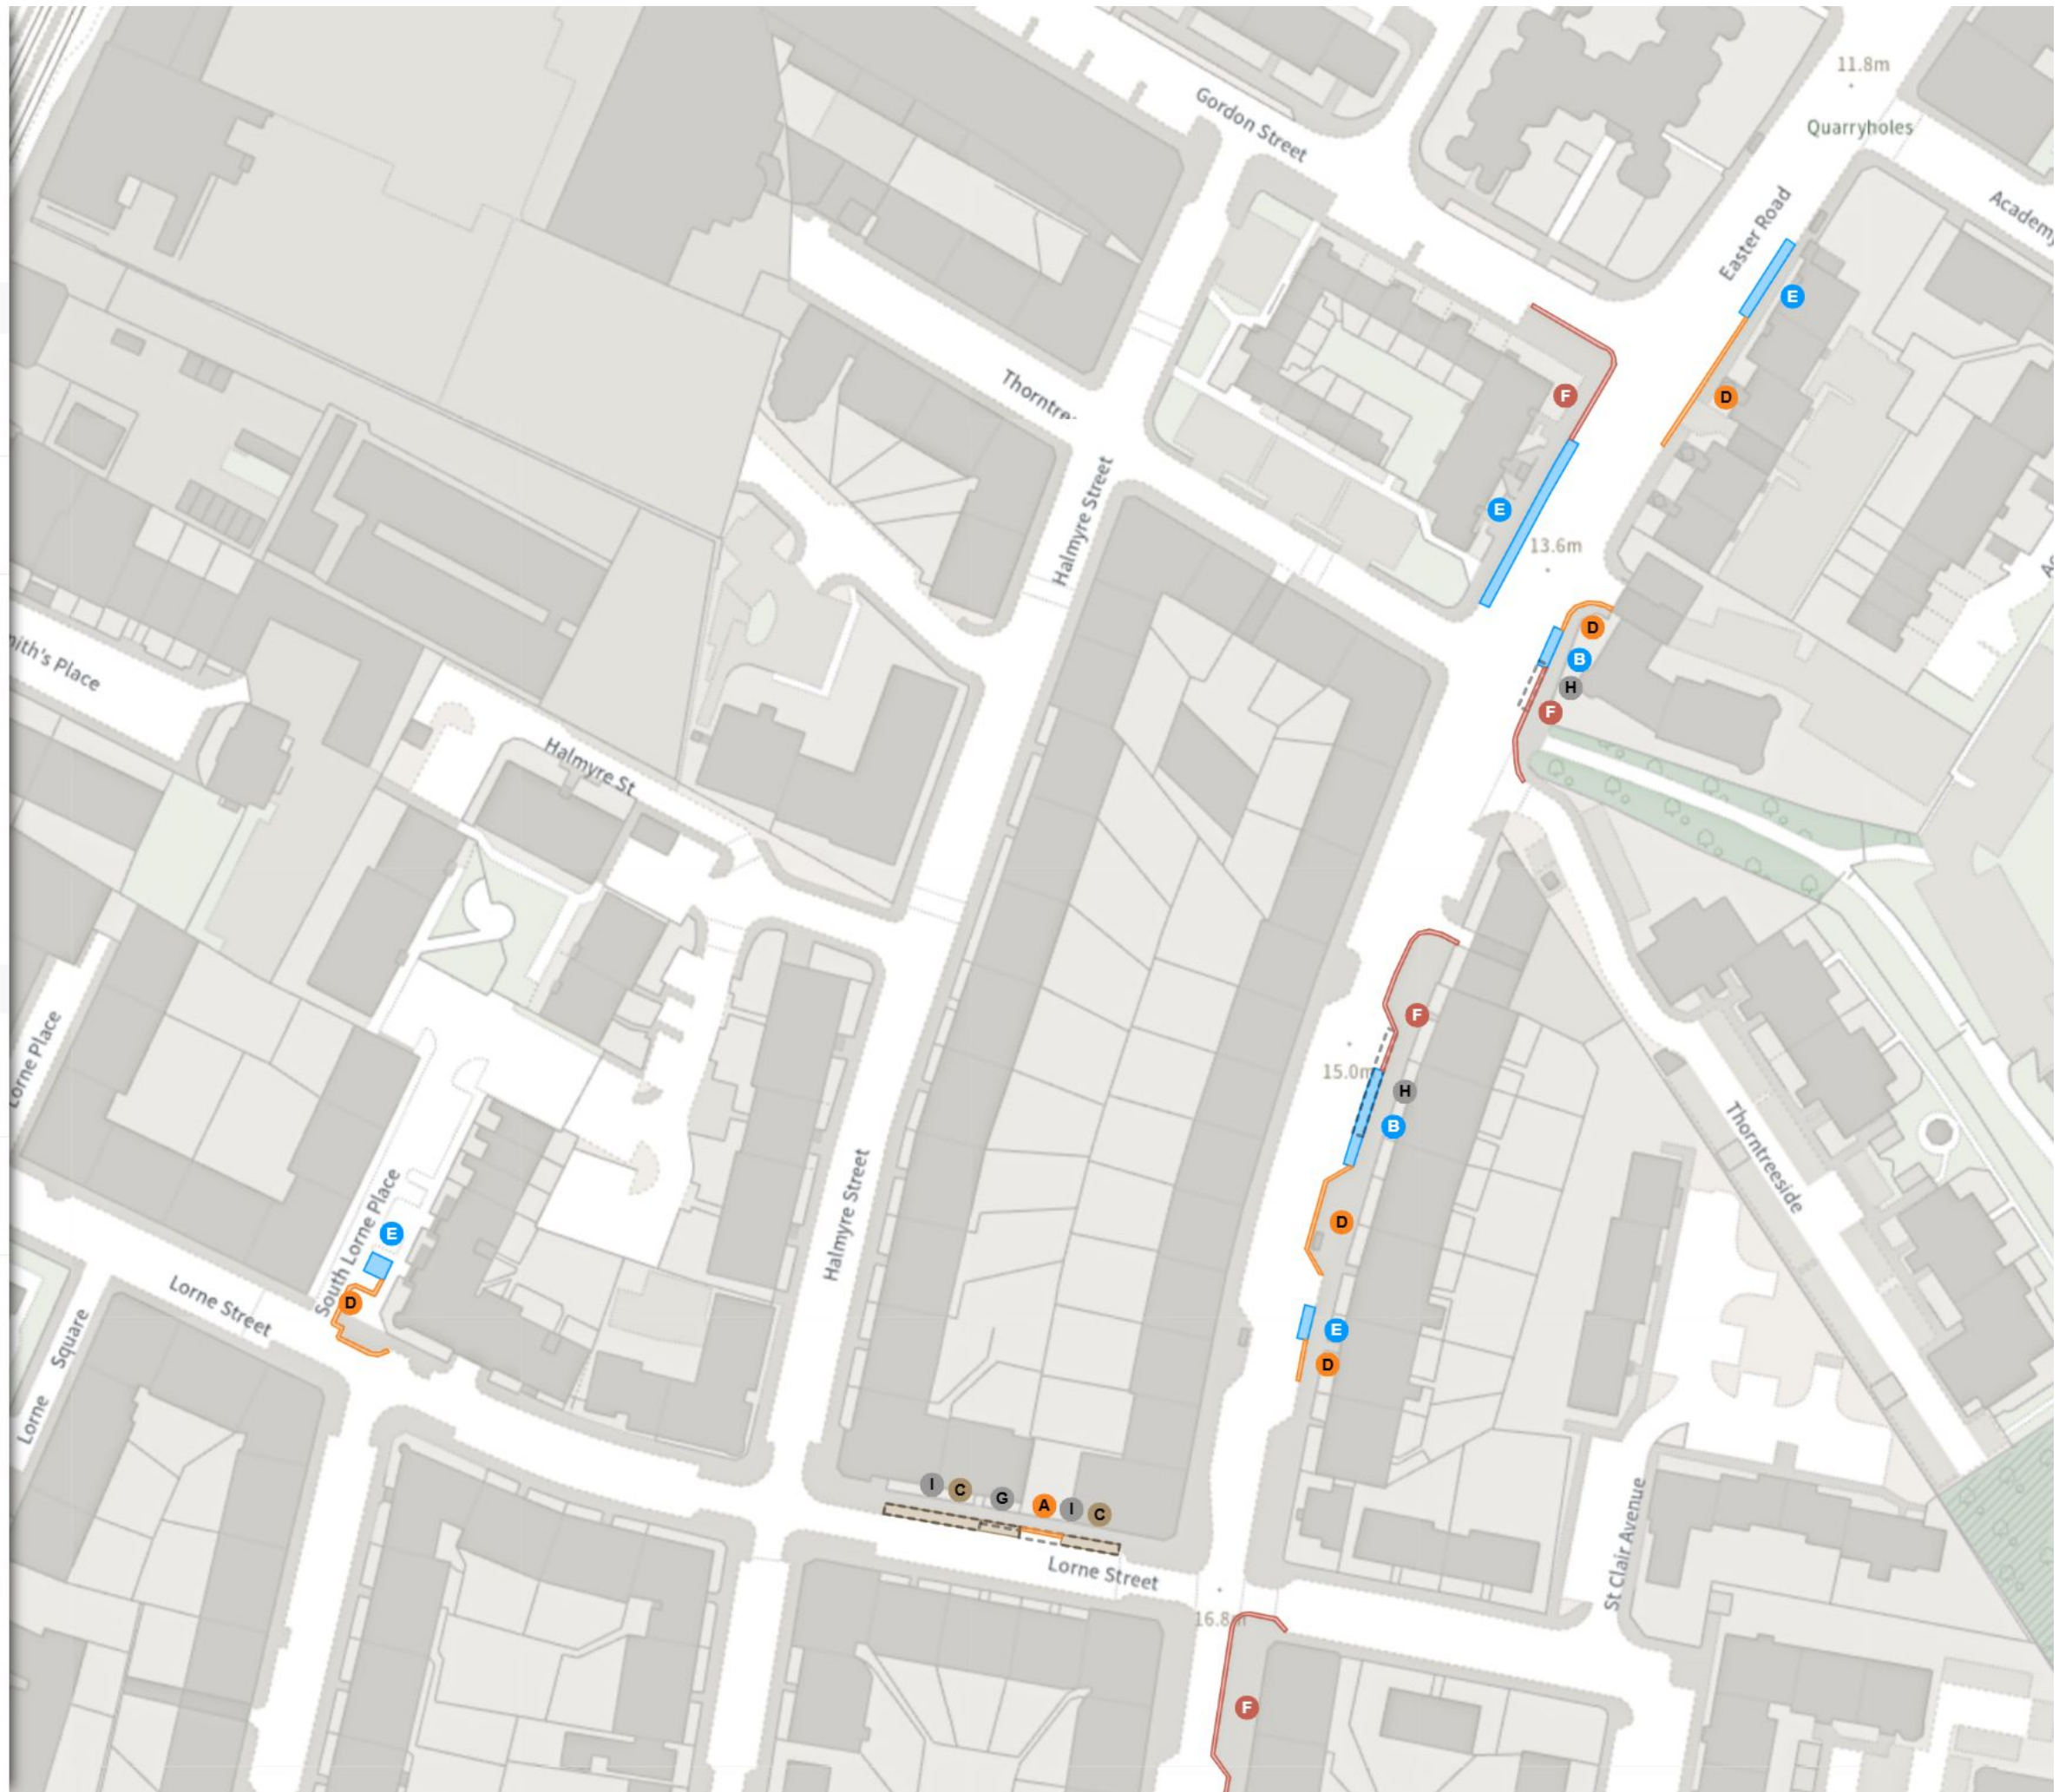 11.8m
Gordon Street
Quarryholes
Academy
Easter Road
E
Thorntre
F
D
Halmyre Street
E
13.6m
D
B
H
F
ith's Place
Halmyre St
F
15.0m
H
B
Lorne Place
Thorntreeside
Halmyre Street
South Lorne Place
E
D
D
Lorne Street
Lorne Square
E
D
I
C
G
A
I
C
Lorne Street
St Clair Avenue
16.8m
F